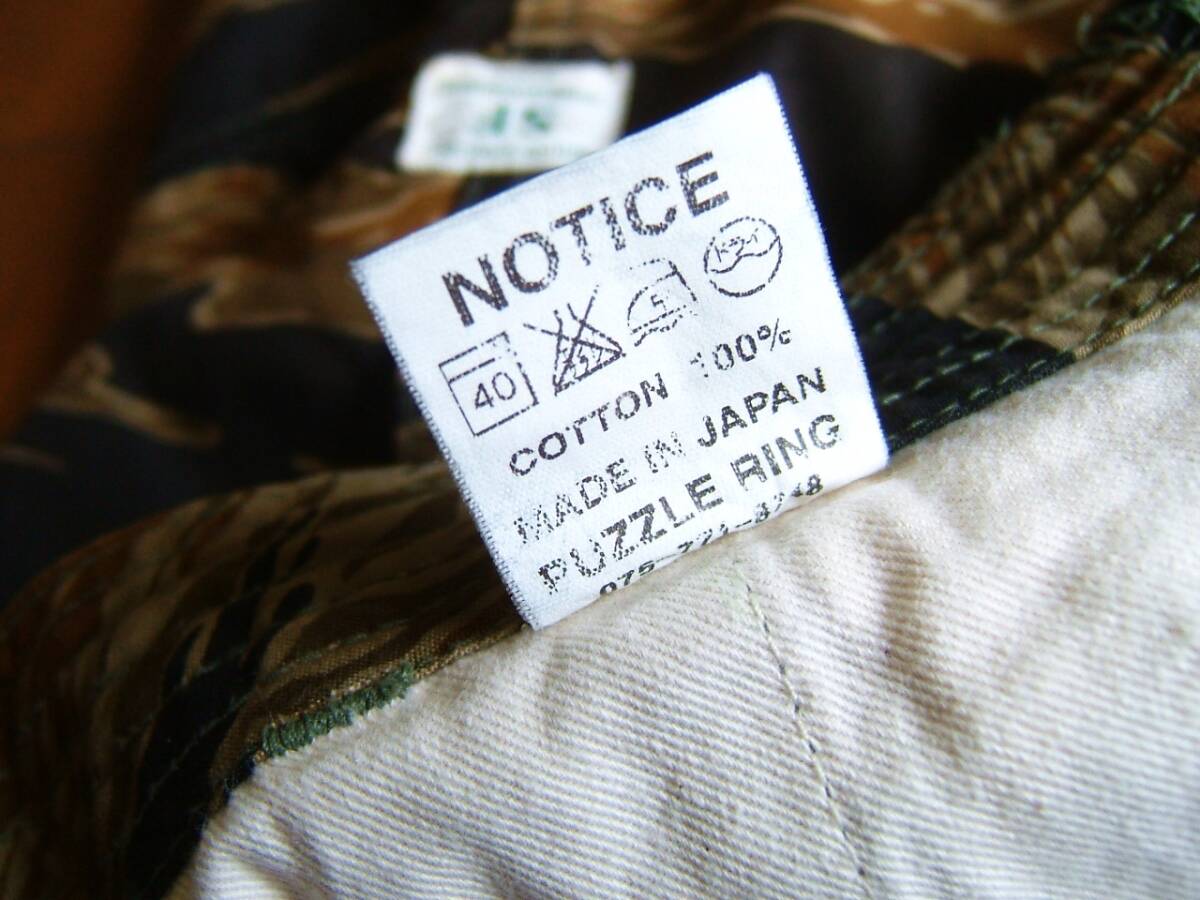 NOTICE
40
COTTON 100%
MADE IN JAPAN
PUZZLE RING